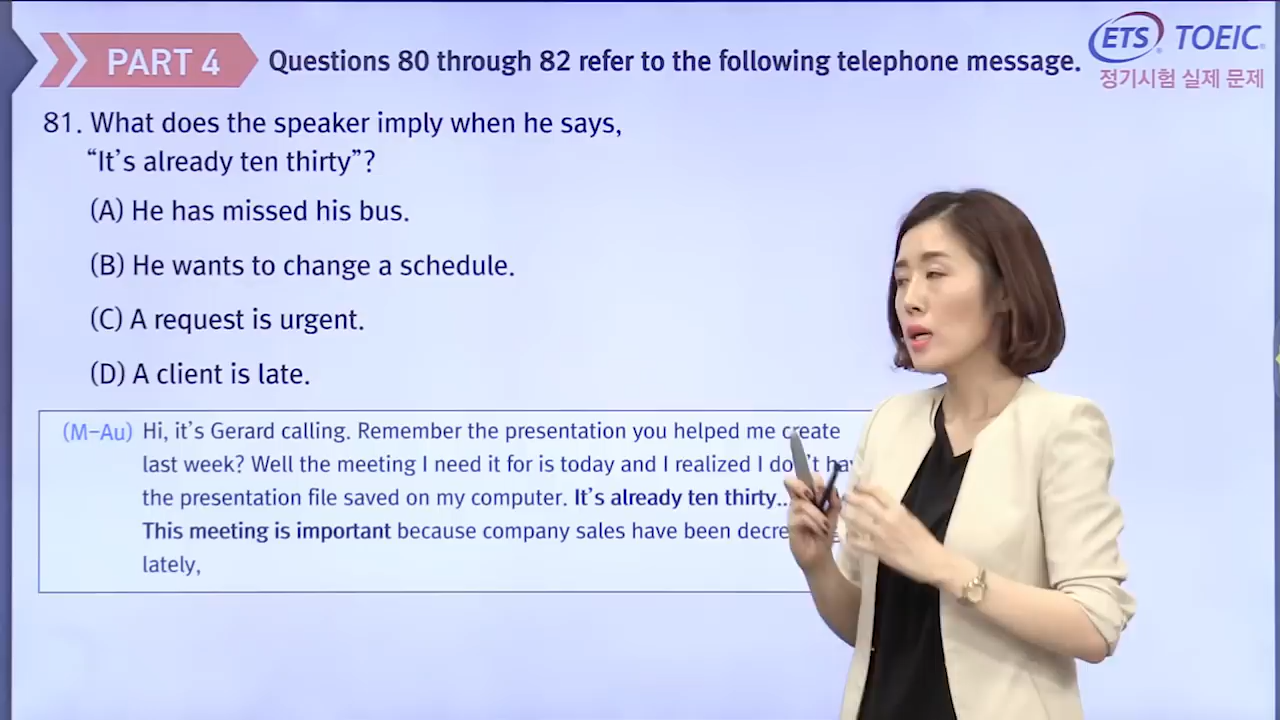 PART 4
Questions 80 through 82 refer to the following telephone message.
ETS TOEIC
정기시험 실제 문제
81. What does the speaker imply when he says,
“It’s already ten thirty”?
(A) He has missed his bus.
(B) He wants to change a schedule.
(C) A request is urgent.
(D) A client is late.
(M-Au) Hi, it’s Gerard calling. Remember the presentation you helped me create
last week? Well the meeting I need it for is today and I realized I don’t
the presentation file saved on my computer. It’s already ten thirty..
This meeting is important because company sales have been
lately,